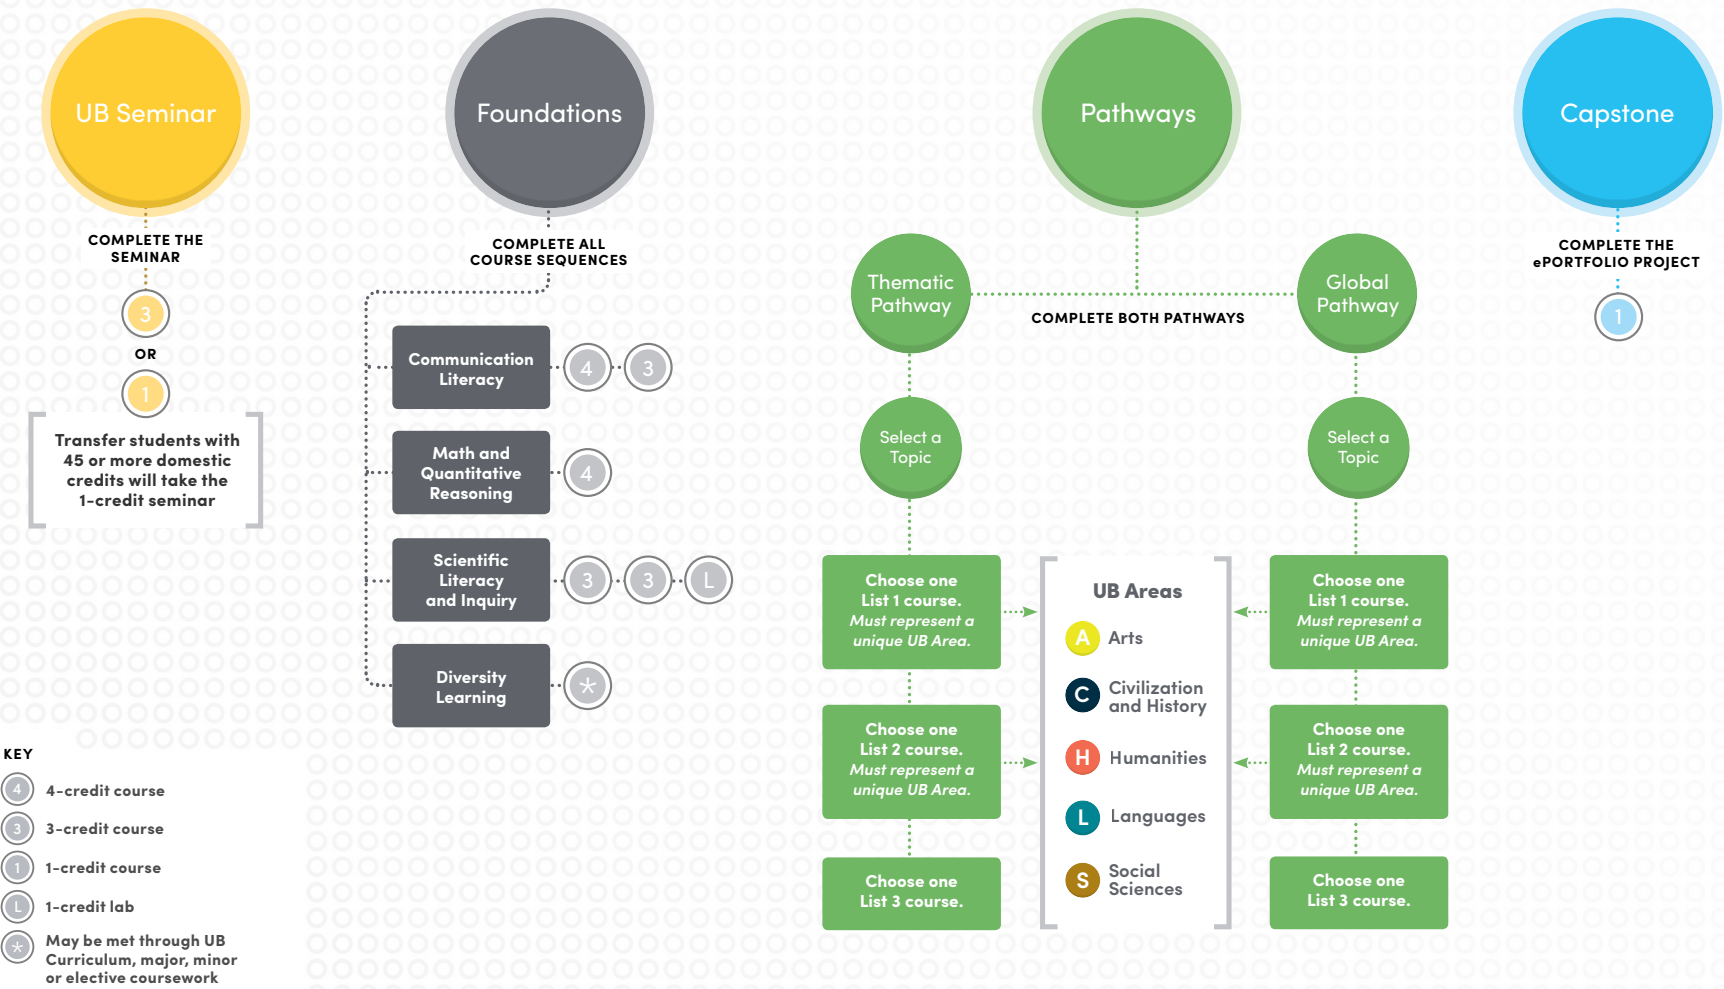 UB Seminar
COMPLETE THE
SEMINAR
3
OR
1
Transfer students with
45 or more domestic
credits will take the
1-credit seminar
Foundations
COMPLETE ALL
COURSE SEQUENCES
Communication
Literacy
4 3
Math and
Quantitative
Reasoning
4
Scientific
Literacy
and Inquiry
3 3 L
Diversity
Learning
*
Pathways
COMPLETE BOTH PATHWAYS
Thematic
Pathway
Select a
Topic
Choose one
List 1 course.
Must represent a
unique UB Area.
Choose one
List 2 course.
Must represent a
unique UB Area.
Choose one
List 3 course.
UB Areas
A Arts
C Civilization
and History
H Humanities
L Languages
S Social
Sciences
Global
Pathway
Select a
Topic
Choose one
List 1 course.
Must represent a
unique UB Area.
Choose one
List 2 course.
Must represent a
unique UB Area.
Choose one
List 3 course.
Capstone
COMPLETE THE
ePORTFOLIO PROJECT
1
KEY
4 4-credit course
3 3-credit course
1 1-credit course
L 1-credit lab
* May be met through UB
Curriculum, major, minor
or elective coursework